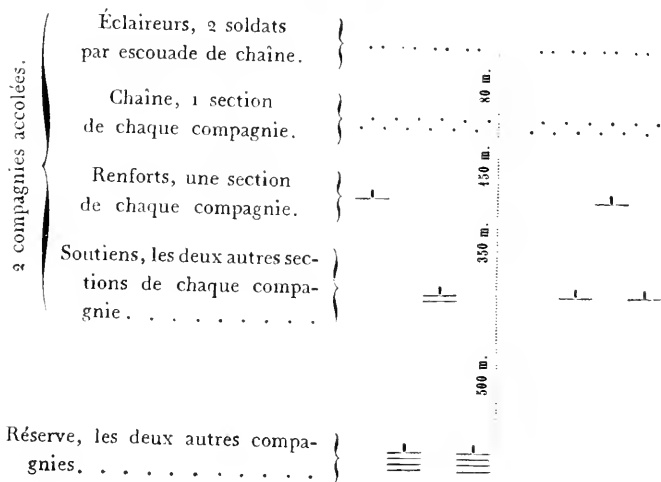 2 compagnies accolées.
Éclaireurs, 2 soldats
par escouade de chaîne.
80 m.
Chaîne, 1 section
de chaque compagnie.
450 m.
Renforts, une section
de chaque compagnie.
350 m.
Soutiens, les deux autres sec-
tions de chaque compa-
gnie . . . . . . . . .
500 m.
Réserve, les deux autres compa-
gnies. . . . . . . . . . .